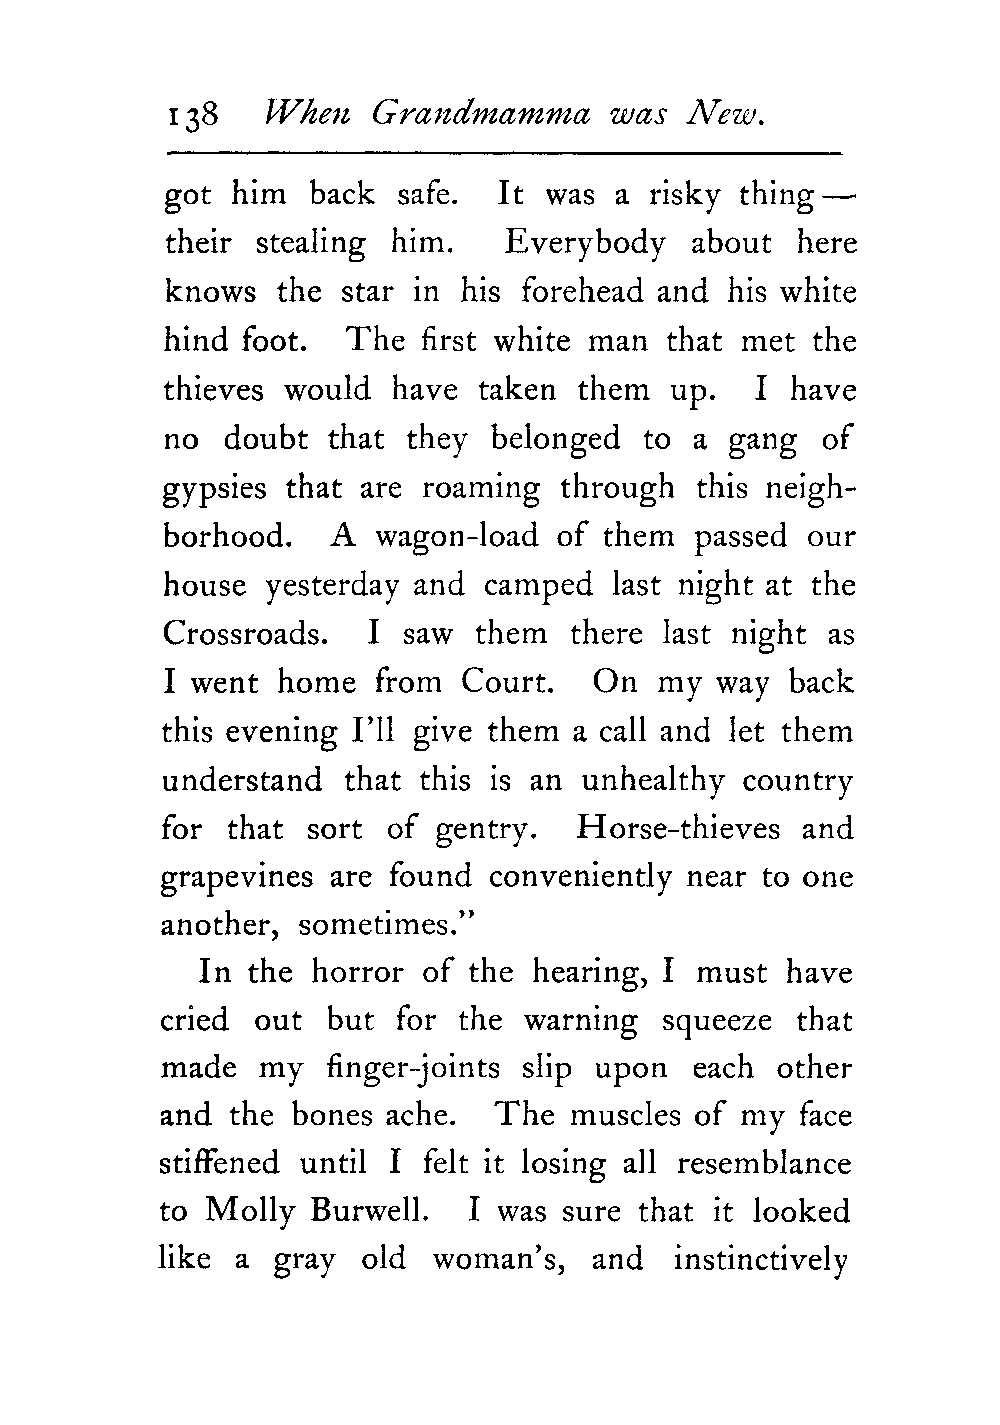 138 When Grandmamma was New.
got him back safe. It was a risky thing —
their stealing him. Everybody about here
knows the star in his forehead and his white
hind foot. The first white man that met the
thieves would have taken them up. I have
no doubt that they belonged to a gang of
gypsies that are roaming through this neigh-
borhood. A wagon-load of them passed our
house yesterday and camped last night at the
Crossroads. I saw them there last night as
I went home from Court. On my way back
this evening I'll give them a call and let them
understand that this is an unhealthy country
for that sort of gentry. Horse-thieves and
grapevines are found conveniently near to one
another, sometimes."
In the horror of the hearing, I must have
cried out but for the warning squeeze that
made my finger-joints slip upon each other
and the bones ache. The muscles of my face
stiffened until I felt it losing all resemblance
to Molly Burwell. I was sure that it looked
like a gray old woman's, and instinctively